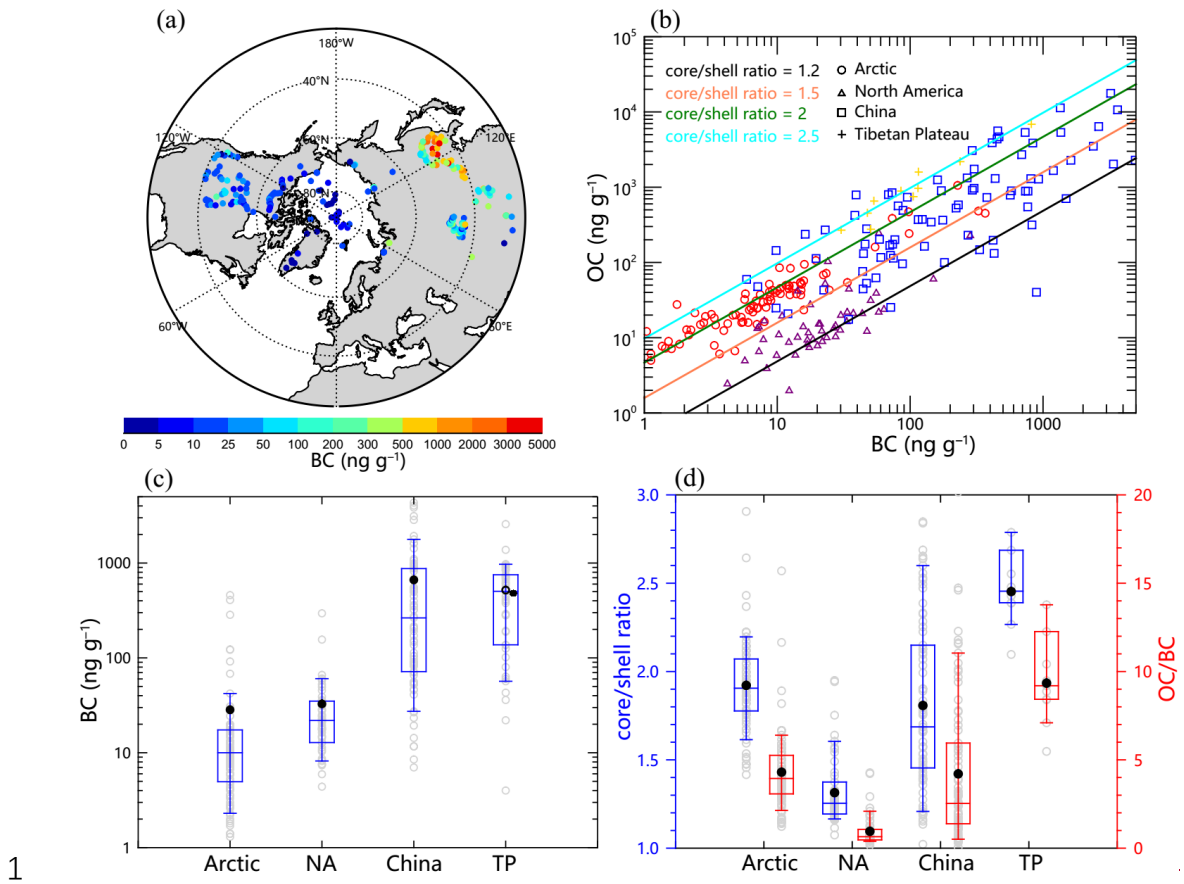 (a)
180°W
40°N
120°W
60°N
120°E
80°N
60°W
60°E
0 5 10 25 50 100 200 300 500 1000 2000 3000 5000
BC (ng g⁻¹)
(b)
10⁵
10⁴
10³
10²
10¹
10⁰
OC (ng g⁻¹)
core/shell ratio = 1.2
core/shell ratio = 1.5
core/shell ratio = 2
core/shell ratio = 2.5
Arctic
North America
China
Tibetan Plateau
1 10 100 1000
BC (ng g⁻¹)
(c)
1000
100
10
1
BC (ng g⁻¹)
Arctic NA China TP
(d)
3.0
2.5
2.0
1.5
1.0
core/shell ratio
20
15
10
5
0
OC/BC
Arctic NA China TP
1